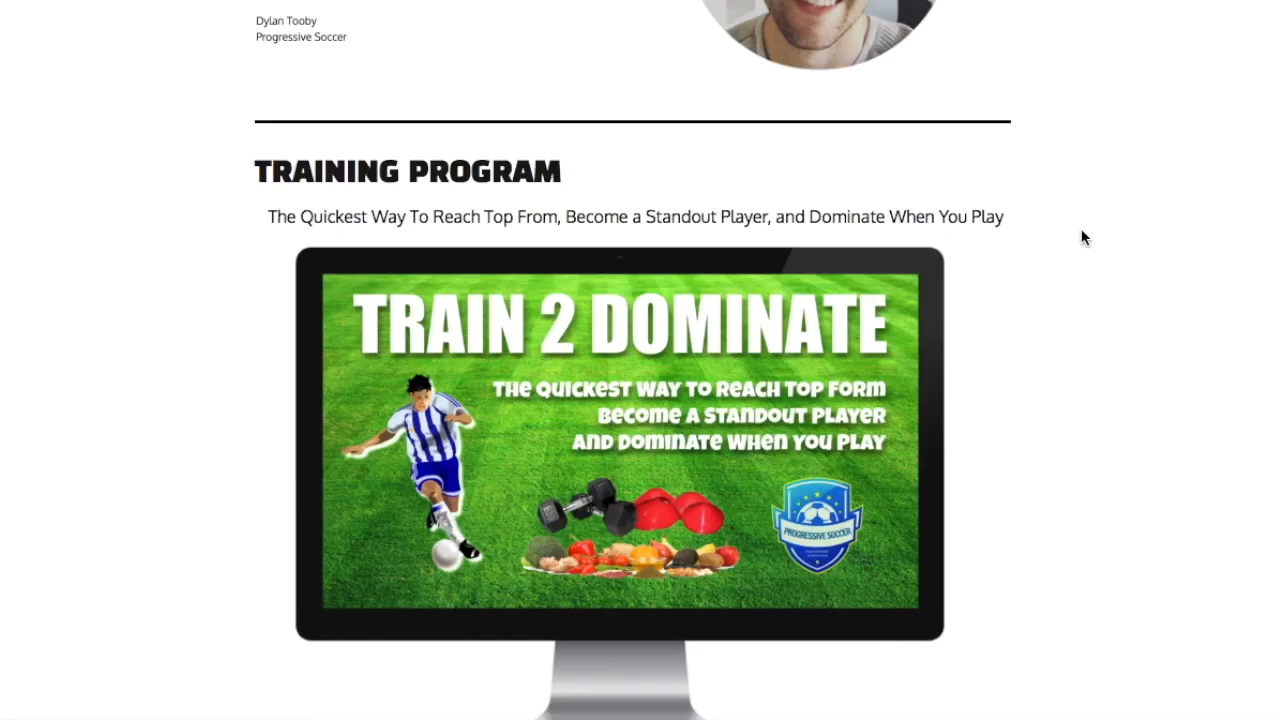 Dylan Tooby
Progressive Soccer
TRAINING PROGRAM
The Quickest Way To Reach Top From, Become a Standout Player, and Dominate When You Play
TRAIN 2 DOMINATE
THE QUICKEST WAY TO REACH TOP FORM
BECOME A STANDOUT PLAYER
AND DOMINATE WHEN YOU PLAY
PROGRESSIVE SOCCER